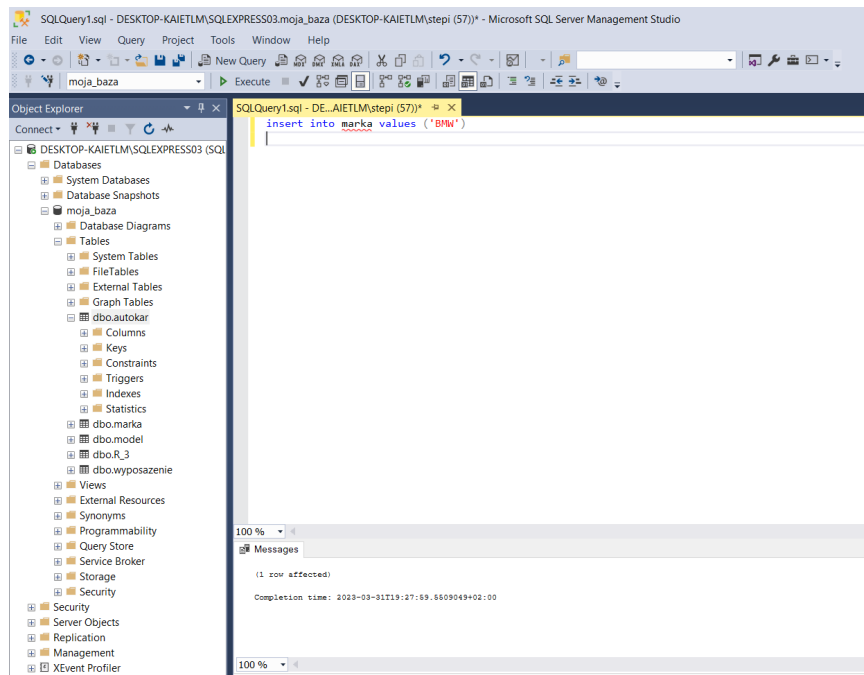 SQLQuery1.sql - DESKTOP-KAIETLM\SQLEXPRESS03.moja_baza (DESKTOP-KAIETLM\stepi (57))* - Microsoft SQL Server Management Studio
File Edit View Query Project Tools Window Help
New Query
moja_baza Execute
Object Explorer
Connect
DESKTOP-KAIETLM\SQLEXPRESS03 (SQL
Databases
System Databases
Database Snapshots
moja_baza
Database Diagrams
Tables
System Tables
FileTables
External Tables
Graph Tables
dbo.autokar
Columns
Keys
Constraints
Triggers
Indexes
Statistics
dbo.marka
dbo.model
dbo.R_3
dbo.wyposazenie
Views
External Resources
Synonyms
Programmability
Query Store
Service Broker
Storage
Security
Security
Server Objects
Replication
Management
XEvent Profiler
SQLQuery1.sql - DE...AIETLM\stepi (57))*
insert into marka values ('BMW')
100 %
Messages
(1 row affected)
Completion time: 2023-03-31T19:27:59.5509049+02:00
100 %